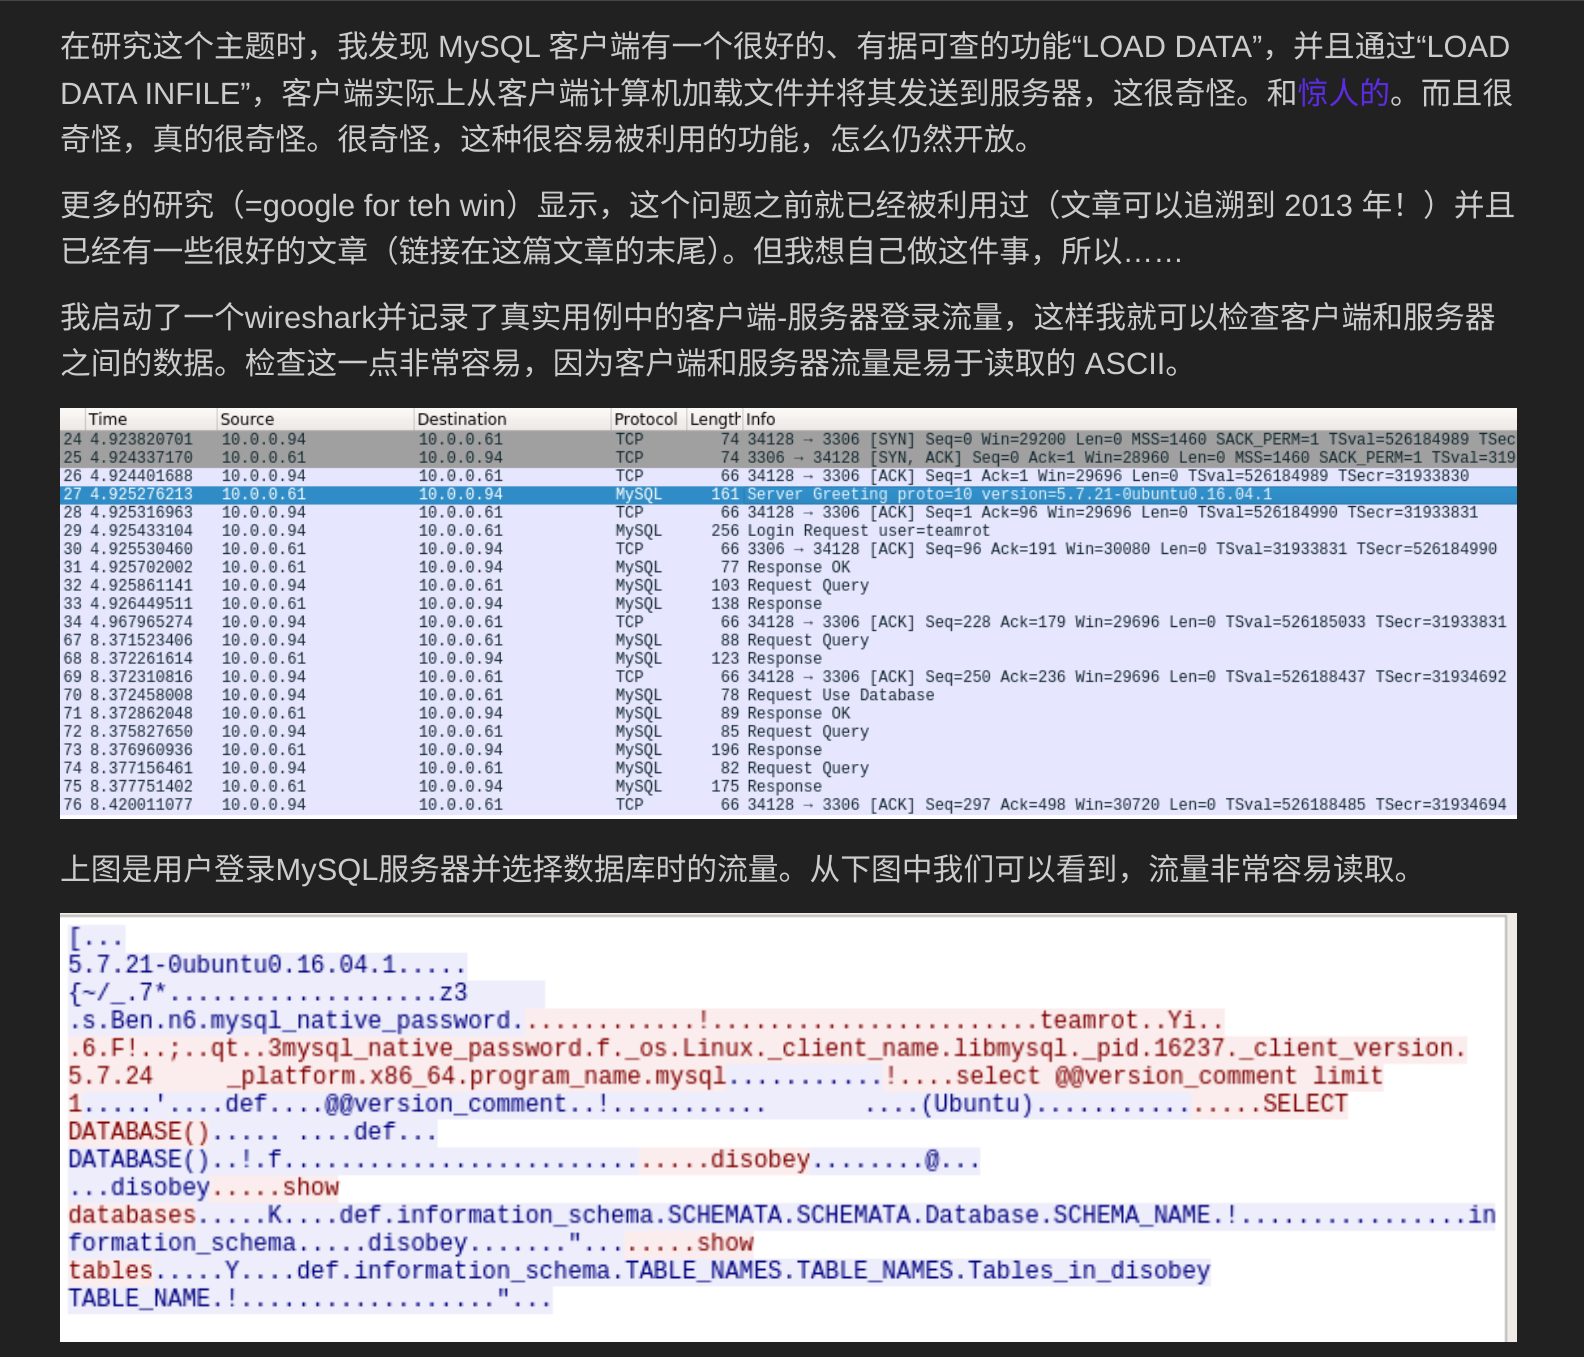 在研究这个主题时，我发现 MySQL 客户端有一个很好的、有据可查的功能“LOAD DATA”，并且通过“LOAD
DATA INFILE”，客户端实际上从客户端计算机加载文件并将其发送到服务器，这很奇怪。和惊人的。而且很
奇怪，真的很奇怪。很奇怪，这种很容易被利用的功能，怎么仍然开放。
更多的研究（=google for teh win）显示，这个问题之前就已经被利用过（文章可以追溯到 2013 年！）并且
已经有一些很好的文章（链接在这篇文章的末尾）。但我想自己做这件事，所以……
我启动了一个wireshark并记录了真实用例中的客户端-服务器登录流量，这样我就可以检查客户端和服务器
之间的数据。检查这一点非常容易，因为客户端和服务器流量是易于读取的 ASCII。
Time Source Destination Protocol Length Info
24 4.923820701 10.0.0.94 10.0.0.61 TCP 74 34128 → 3306 [SYN] Seq=0 Win=29200 Len=0 MSS=1460 SACK_PERM=1 TSval=526184989 TSec
25 4.924337170 10.0.0.61 10.0.0.94 TCP 74 3306 → 34128 [SYN, ACK] Seq=0 Ack=1 Win=28960 Len=0 MSS=1460 SACK_PERM=1 TSval=319
26 4.924401688 10.0.0.94 10.0.0.61 TCP 66 34128 → 3306 [ACK] Seq=1 Ack=1 Win=29696 Len=0 TSval=526184989 TSecr=31933830
27 4.925276213 10.0.0.61 10.0.0.94 MySQL 161 Server Greeting proto=10 version=5.7.21-0ubuntu0.16.04.1
28 4.925316963 10.0.0.94 10.0.0.61 TCP 66 34128 → 3306 [ACK] Seq=1 Ack=96 Win=29696 Len=0 TSval=526184990 TSecr=31933831
29 4.925433104 10.0.0.94 10.0.0.61 MySQL 256 Login Request user=teamrot
30 4.925530460 10.0.0.61 10.0.0.94 TCP 66 3306 → 34128 [ACK] Seq=96 Ack=191 Win=30080 Len=0 TSval=31933831 TSecr=526184990
31 4.925702002 10.0.0.61 10.0.0.94 MySQL 77 Response OK
32 4.925861141 10.0.0.94 10.0.0.61 MySQL 103 Request Query
33 4.926449511 10.0.0.61 10.0.0.94 MySQL 138 Response
34 4.967965274 10.0.0.94 10.0.0.61 TCP 66 34128 → 3306 [ACK] Seq=228 Ack=179 Win=29696 Len=0 TSval=526185033 TSecr=31933831
67 8.371523406 10.0.0.94 10.0.0.61 MySQL 88 Request Query
68 8.372261614 10.0.0.61 10.0.0.94 MySQL 123 Response
69 8.372310816 10.0.0.94 10.0.0.61 TCP 66 34128 → 3306 [ACK] Seq=250 Ack=236 Win=29696 Len=0 TSval=526188437 TSecr=31934692
70 8.372458008 10.0.0.94 10.0.0.61 MySQL 78 Request Use Database
71 8.372862048 10.0.0.61 10.0.0.94 MySQL 89 Response OK
72 8.375827650 10.0.0.94 10.0.0.61 MySQL 85 Request Query
73 8.376960936 10.0.0.61 10.0.0.94 MySQL 196 Response
74 8.377156461 10.0.0.94 10.0.0.61 MySQL 82 Request Query
75 8.377751402 10.0.0.61 10.0.0.94 MySQL 175 Response
76 8.420011077 10.0.0.94 10.0.0.61 TCP 66 34128 → 3306 [ACK] Seq=297 Ack=498 Win=30720 Len=0 TSval=526188485 TSecr=31934694
上图是用户登录MySQL服务器并选择数据库时的流量。从下图中我们可以看到，流量非常容易读取。
[...
5.7.21-0ubuntu0.16.04.1.....
{~/_.7*...................z3
.s.Ben.n6.mysql_native_password.............!.......................teamrot..Yi..
.6.F!..;..qt..3mysql_native_password.f._os.Linux._client_name.libmysql._pid.16237._client_version.
5.7.24 _platform.x86_64.program_name.mysql...........!....select @@version_comment limit
1.....'....def....@@version_comment..!........... ....(Ubuntu)................SELECT
DATABASE()..... ....def...
DATABASE()..!.f..............................disobey........@...
...disobey.....show
databases.....K....def.information_schema.SCHEMATA.SCHEMATA.Database.SCHEMA_NAME.!................in
formation_schema.....disobey......."........show
tables.....Y....def.information_schema.TABLE_NAMES.TABLE_NAMES.Tables_in_disobey
TABLE_NAME.!.................."...